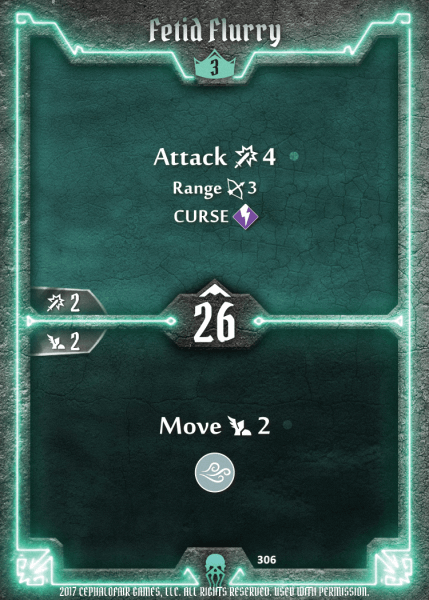 Fetid Flurry
3
Attack 4
Range 3
CURSE
2
26
2
Move 2
306
2017 CEPHALOFAIR GAMES, LLC. ALL RIGHTS RESERVED. USED WITH PERMISSION.